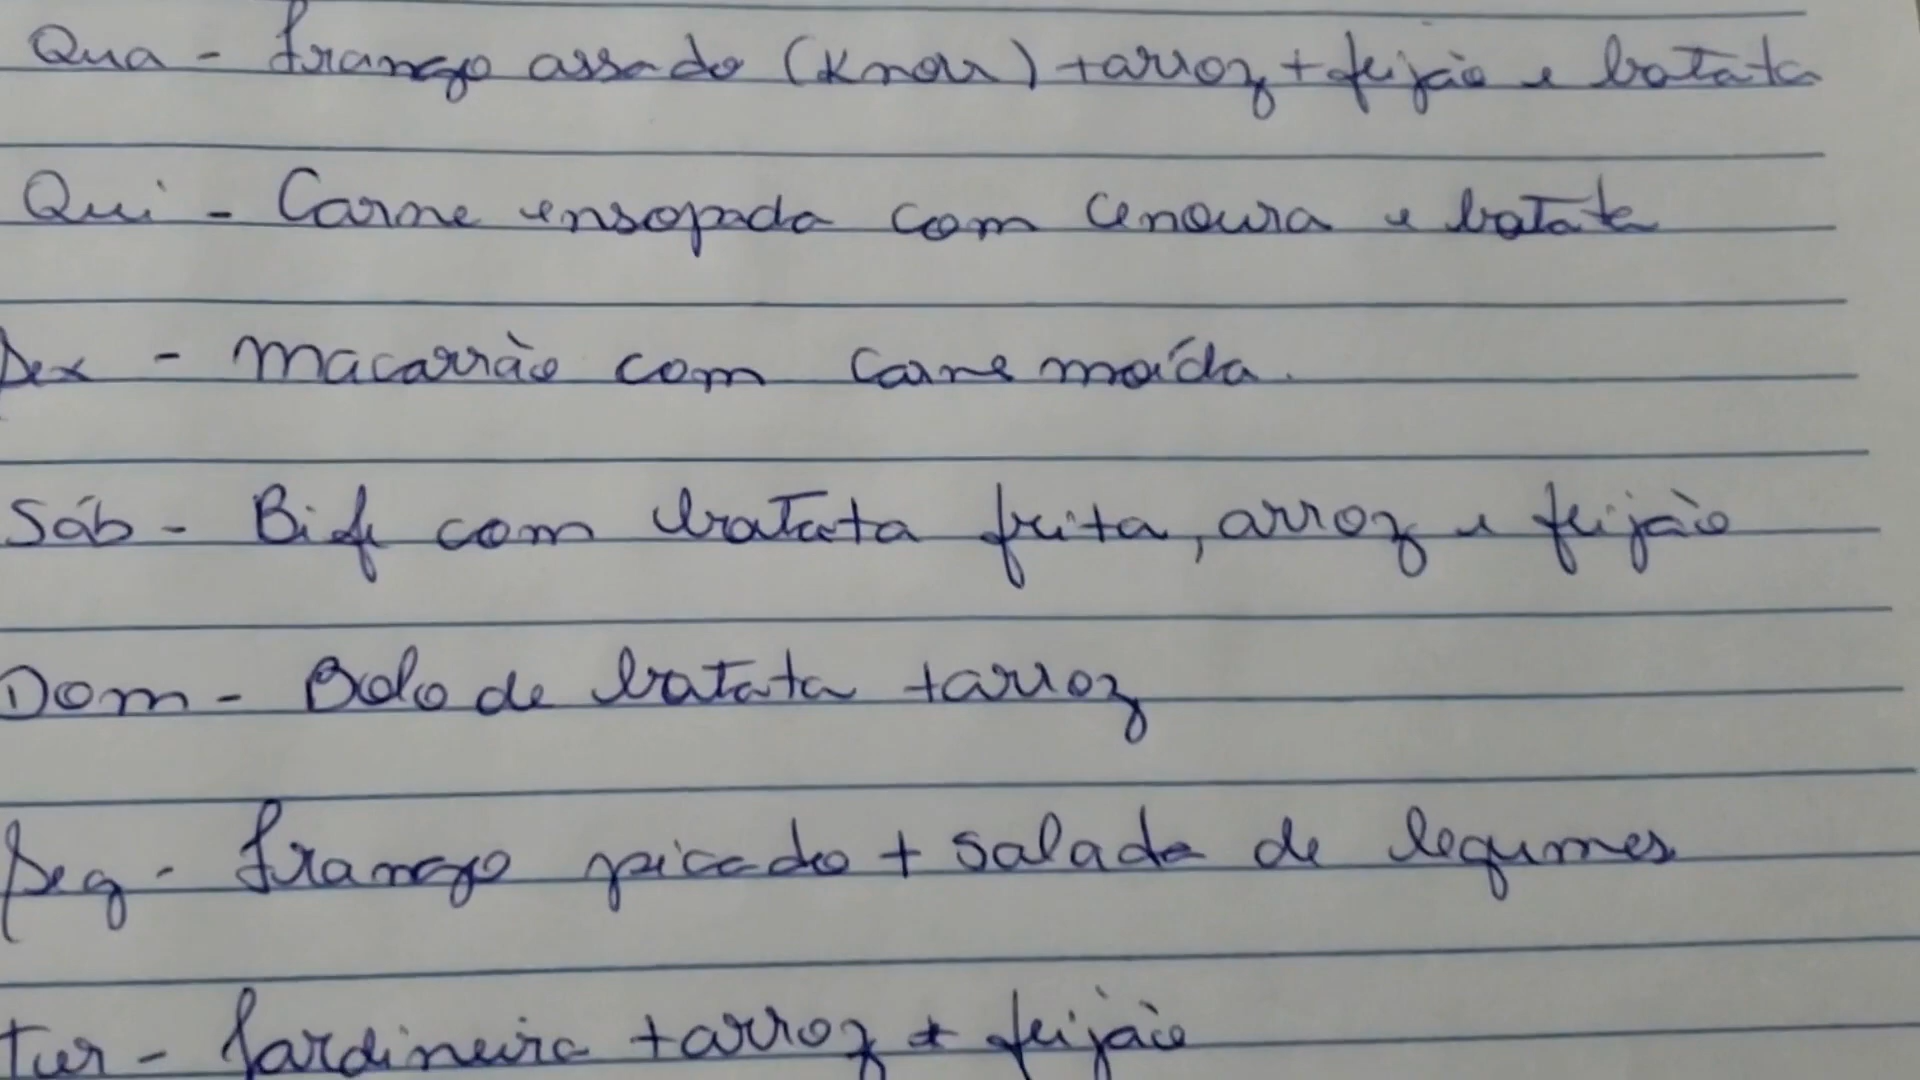 Qua - frango assado (Knorr) + arroz + feijão e batata
Qui - Carne ensopada com cenoura e batata
Sex - Macarrão com carne moída.
Sáb - Bife com batata frita, arroz e feijão
Dom - Bolo de batata + arroz
Seg - frango picado + salada de legumes
Ter - Jardineira + arroz + feijão